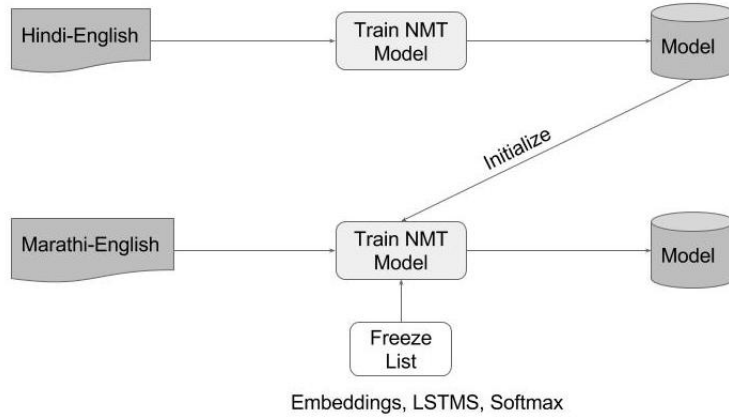 Hindi-English
Train NMT
Model
Model
Initialize
Marathi-English
Train NMT
Model
Model
Freeze
List
Embeddings, LSTMS, Softmax